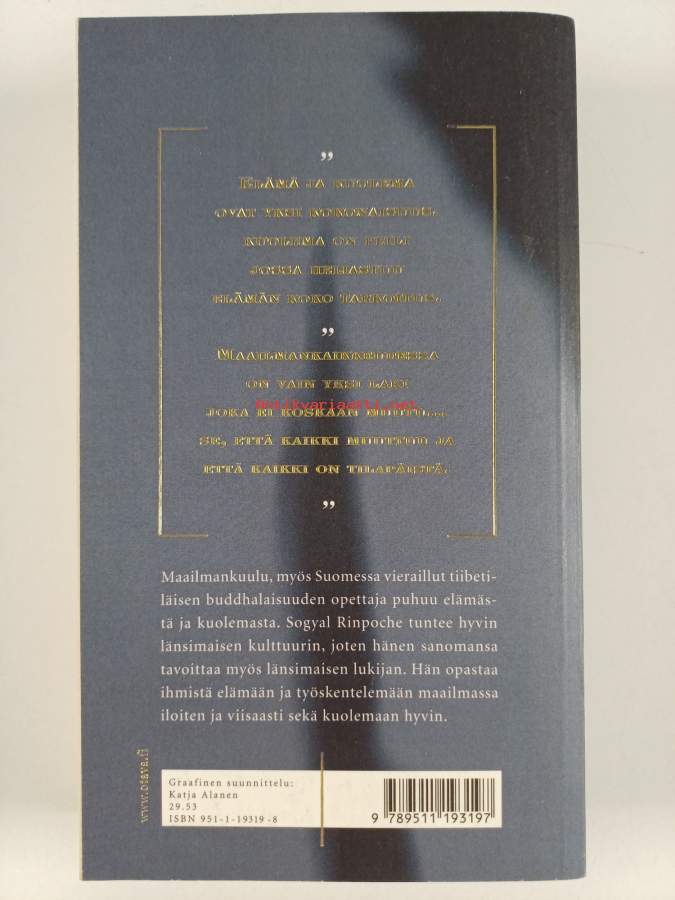 ”
Elämä ja kuolema
ovat yksi kokonaisuus.
Kuolema on peili
jossa heijastuu
elämän koko tarkoitus.
”
Maailmankaikkeudessa
on vain yksi laki
Antikvariaatti.net
joka ei koskaan muutu....
se, että kaikki muuttuu ja
että kaikki on tilapäistä.
”
Maailmankuulu, myös Suomessa vieraillut tiibeti-
läisen buddhalaisuuden opettaja puhuu elämäs-
tä ja kuolemasta. Sogyal Rinpoche tuntee hyvin
länsimaisen kulttuurin, joten hänen sanomansa
tavoittaa myös länsimaisen lukijan. Hän opastaa
ihmistä elämään ja työskentelemään maailmassa
iloiten ja viisaasti sekä kuolemaan hyvin.
www.otava.fi
Graafinen suunnittelu:
Katja Alanen
29.53
ISBN 951-1-19319-8
9 789511 193197